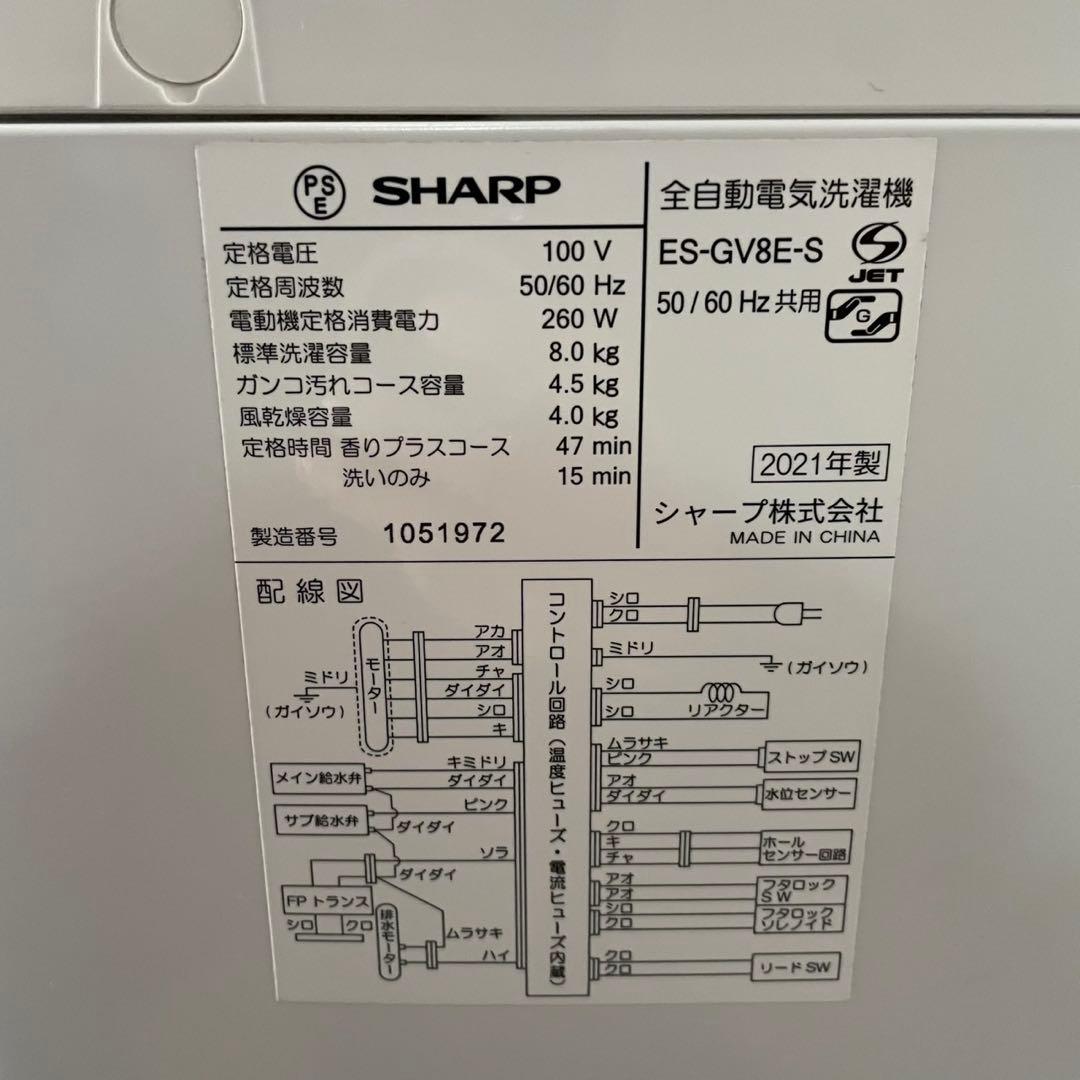 PS
E
SHARP
定格電圧 100 V
定格周波数 50/60 Hz
電動機定格消費電力 260 W
標準洗濯容量 8.0 kg
ガンコ汚れコース容量 4.5 kg
風乾燥容量 4.0 kg
定格時間 香りプラスコース 47 min
洗いのみ 15 min
製造番号 1051972
全自動電気洗濯機
ES-GV8E-S
JET
50 / 60 Hz 共用
G
2021年製
シャープ株式会社
MADE IN CHINA
配線図
モーター
ミドリ
(ガイソウ)
アカ
アオ
チャ
ダイダイ
シロ
キ
メイン給水弁
キミドリ
ダイダイ
サブ給水弁
ピンク
ダイダイ
ソラ
ダイダイ
FPトランス
シロ
クロ
排水モーター
ムラサキ
ハイ
コントロール回路(温度ヒューズ・電流ヒューズ内蔵)
シロ
クロ
ミドリ
(ガイソウ)
シロ
シロ
リアクター
ムラサキ
ピンク
ストップSW
アオ
ダイダイ
水位センサー
クロ
キ
チャ
ホール
センサー回路
アオ
アオ
フタロック
SW
シロ
クロ
フタロック
ソレノイド
クロ
クロ
リードSW